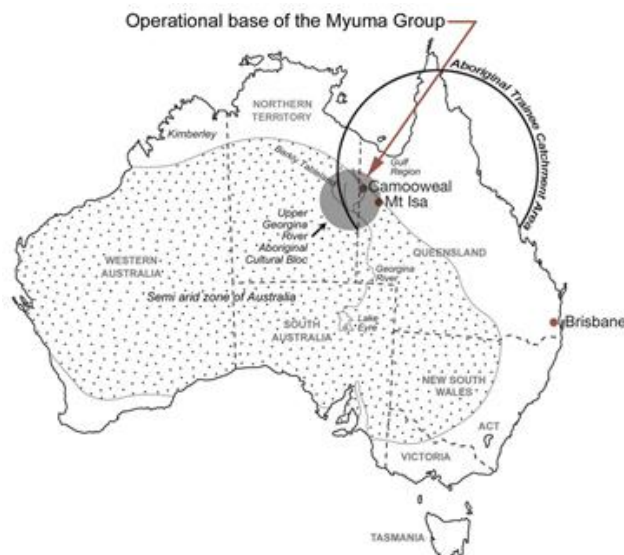 Operational base of the Myuma Group
Aboriginal Trainee Catchment Area
NORTHERN
TERRITORY
Kimberley
Barkly Tableland
Gulf
Region
Camooweal
Mt Isa
Upper
Georgina
River
Aboriginal
Cultural Bloc
QUEENSLAND
WESTERN
AUSTRALIA
Georgina
River
Semi arid zone of Australia
Lake
Eyre
SOUTH
AUSTRALIA
Brisbane
NEW SOUTH
WALES
ACT
VICTORIA
TASMANIA